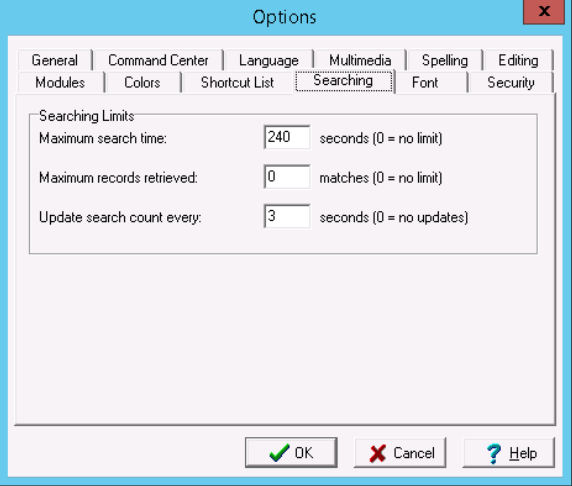 Options
x
General Command Center Language Multimedia Spelling Editing
Modules Colors Shortcut List Searching Font Security
Searching Limits
Maximum search time: 240 seconds (0 = no limit)
Maximum records retrieved: 0 matches (0 = no limit)
Update search count every: 3 seconds (0 = no updates)
OK Cancel ? Help